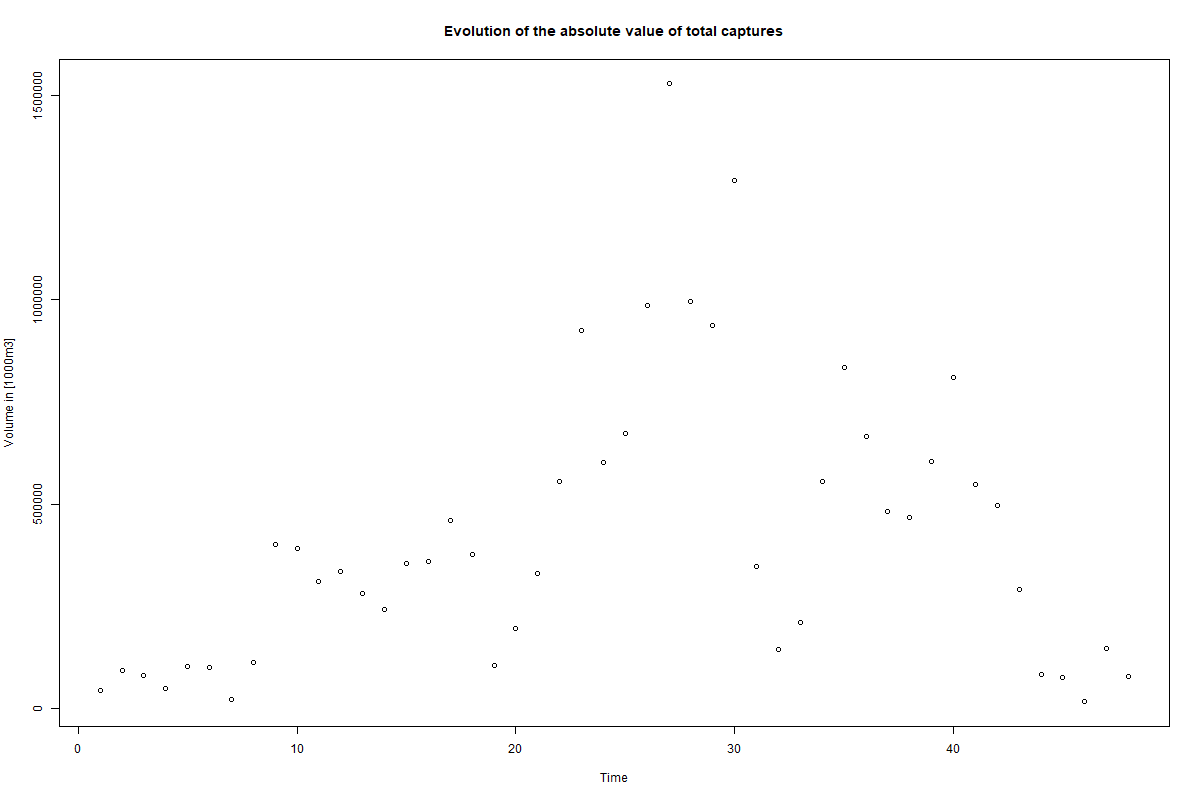 Evolution of the absolute value of total captures
1500000
1000000
500000
0
Volume in [1000m3]
0 10 20 30 40
Time